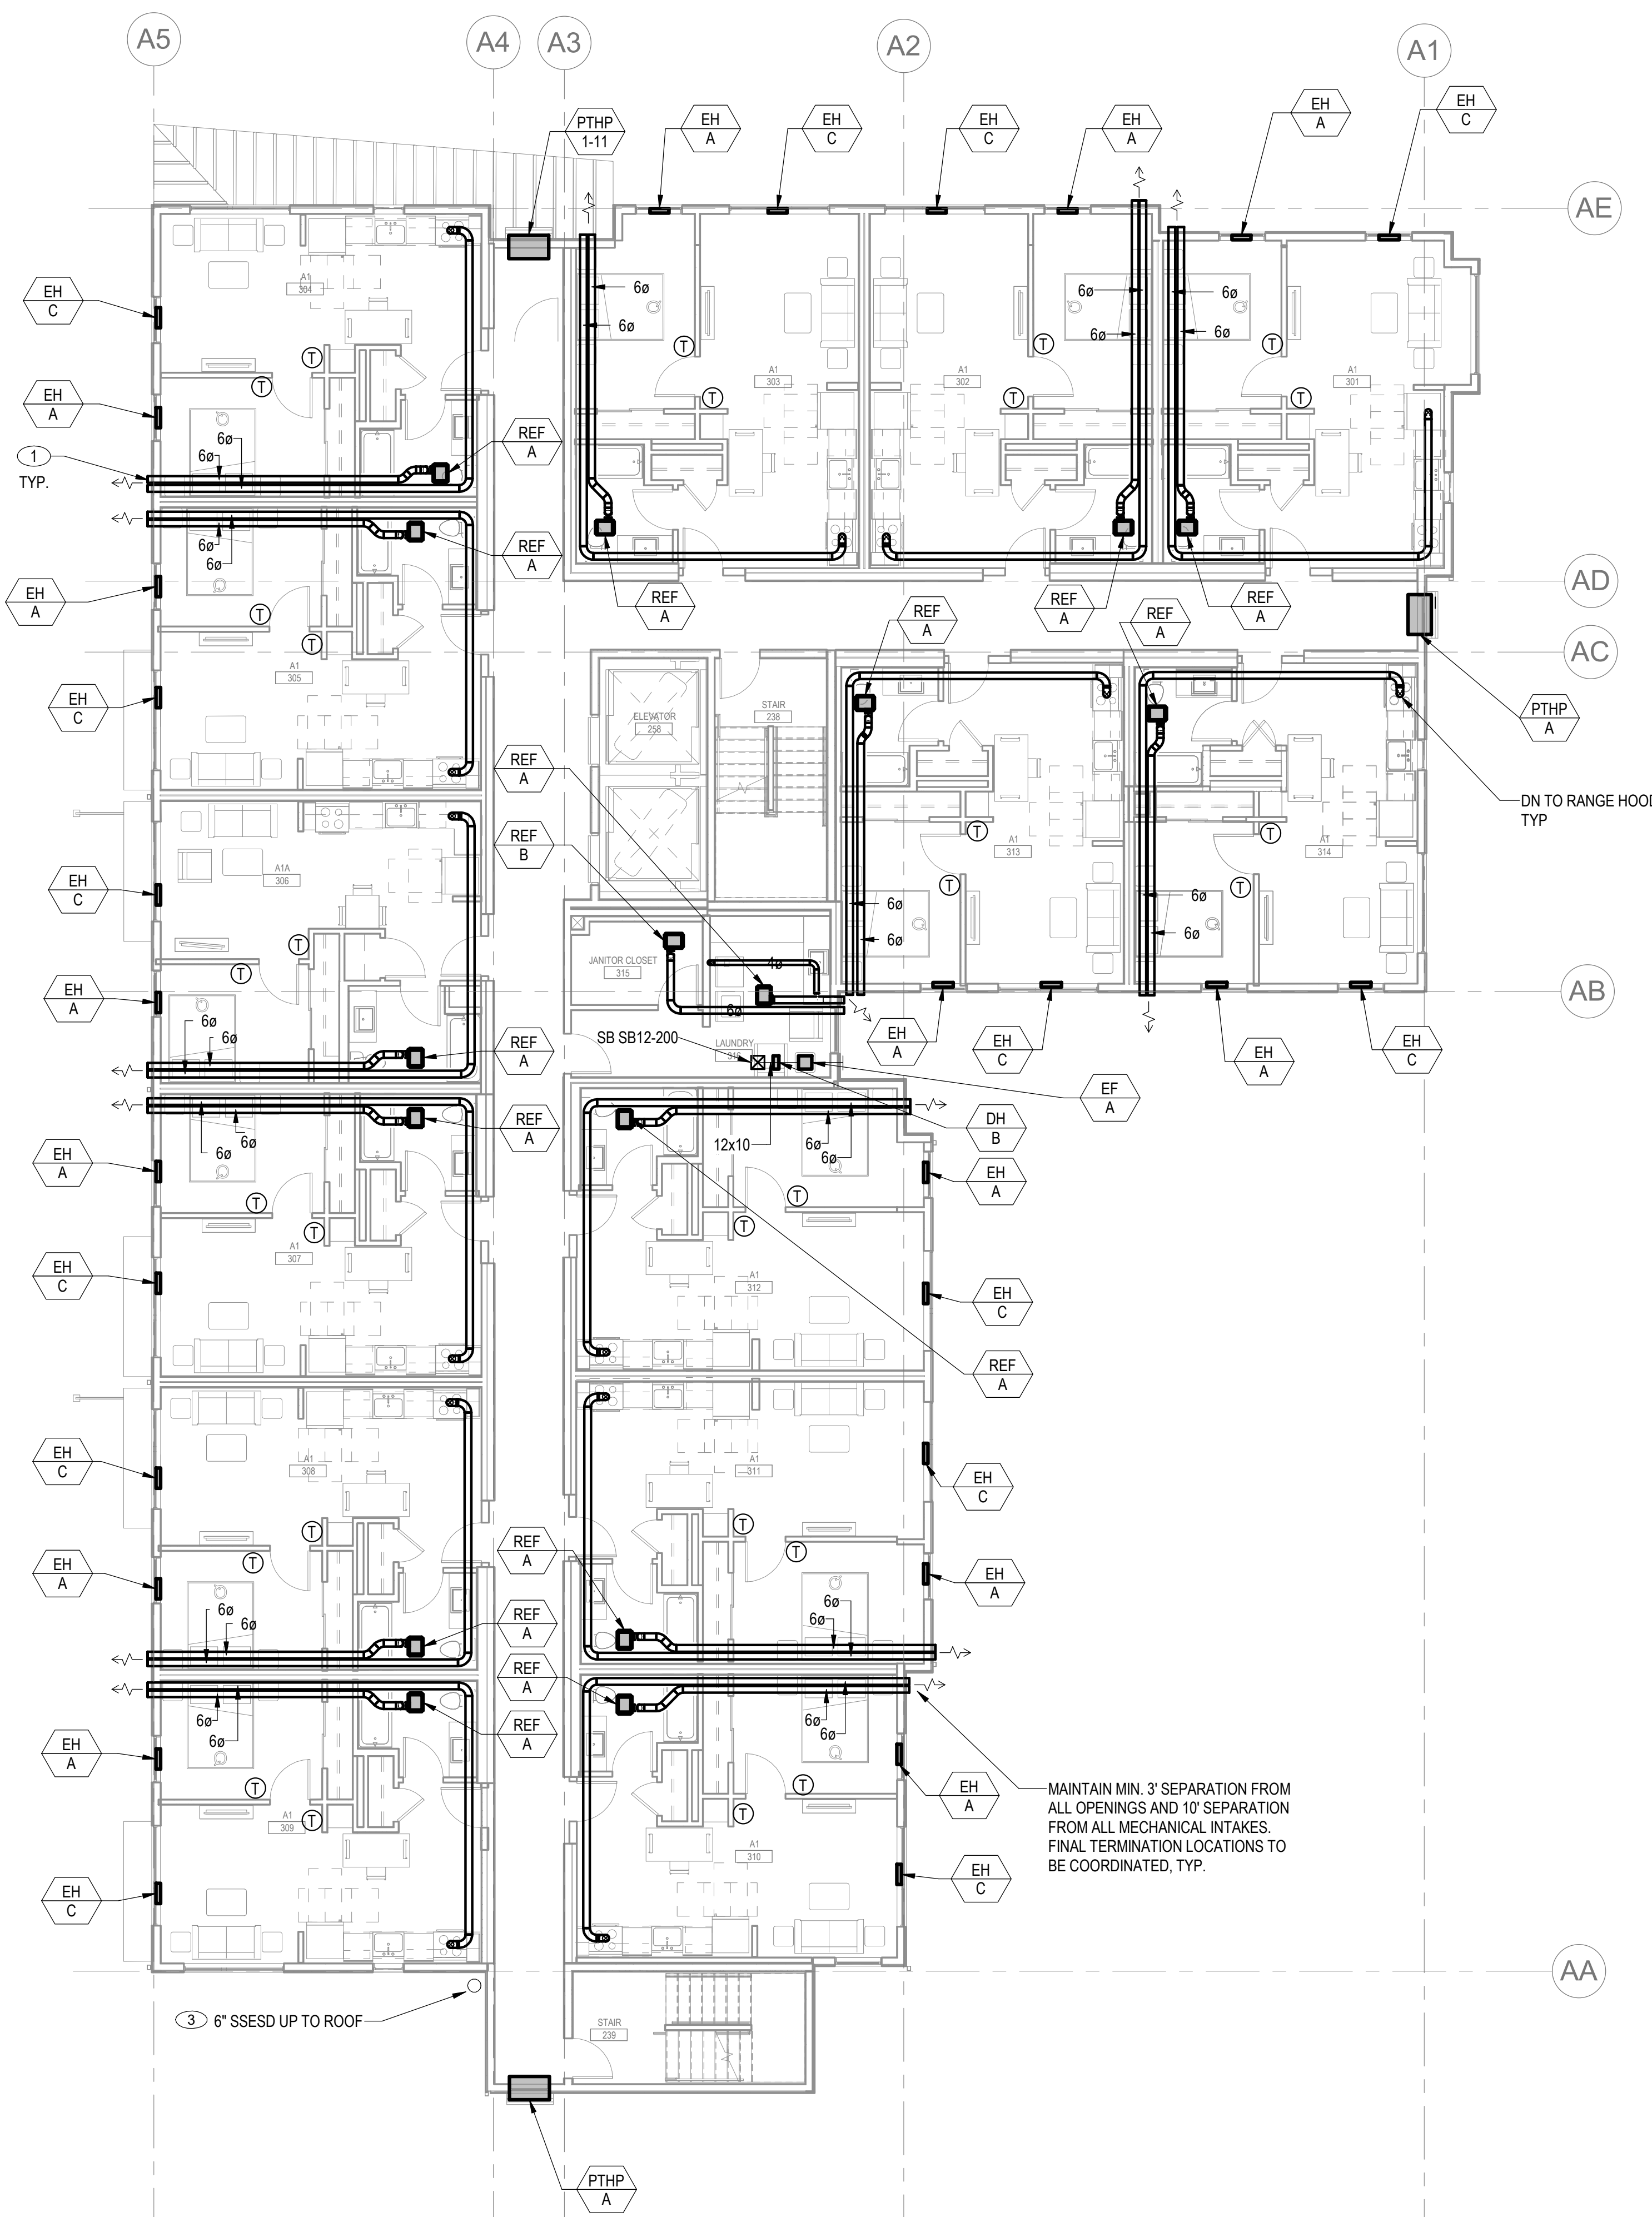 A5
A4
A3
A2
A1
PTHP
1-11
EH
A
EH
C
EH
C
EH
A
EH
A
EH
C
AE
A1
304
EH
C
6ø
6ø
6ø
6ø
6ø
6ø
T
T
T
T
T
T
T
T
A1
303
A1
302
A1
301
EH
A
6ø
6ø
REF
A
1
TYP.
6ø
6ø
REF
A
EH
A
REF
A
REF
A
REF
A
AD
T
T
REF
A
REF
A
AC
A1
305
EH
C
ELEVATOR
258
STAIR
238
PTHP
A
REF
A
DN TO RANGE HOOD
TYP
REF
B
T
T
A1
313
A1
314
EH
C
A1A
306
T
T
T
T
6ø
6ø
6ø
6ø
JANITOR CLOSET
315
4ø
6ø
EH
A
AB
6ø
6ø
REF
A
SB SB12-200
LAUNDRY
316
EH
A
EH
C
EH
A
EH
C
EF
A
REF
A
12x10
DH
B
6ø
6ø
6ø
6ø
EH
A
EH
A
T
T
T
T
A1
307
A1
312
EH
C
EH
C
REF
A
A1
308
A1
311
EH
C
EH
C
T
T
T
T
REF
A
EH
A
EH
A
6ø
6ø
REF
A
6ø
6ø
REF
A
6ø
6ø
REF
A
6ø
6ø
EH
A
EH
A
T
T
T
T
MAINTAIN MIN. 3' SEPARATION FROM
ALL OPENINGS AND 10' SEPARATION
FROM ALL MECHANICAL INTAKES.
FINAL TERMINATION LOCATIONS TO
BE COORDINATED, TYP.
A1
309
A1
310
EH
C
EH
C
AA
3 6" SSESD UP TO ROOF
STAIR
239
PTHP
A